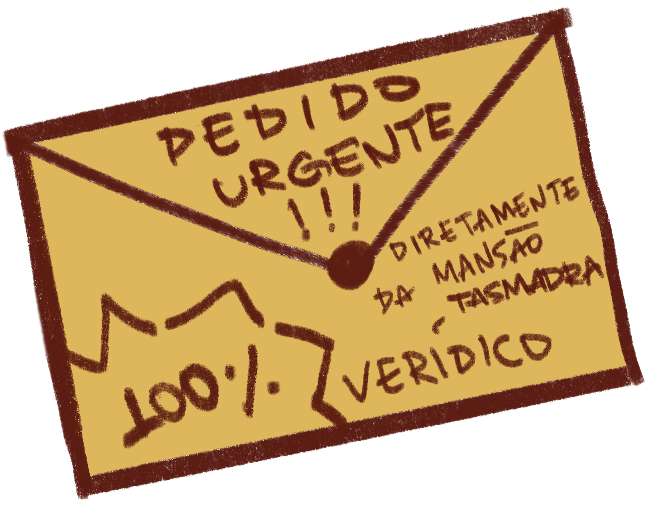 PEDIDO
URGENTE
!!!
DIRETAMENTE
DA MANSÃO
TASMADRA
100%
VERÍDICO